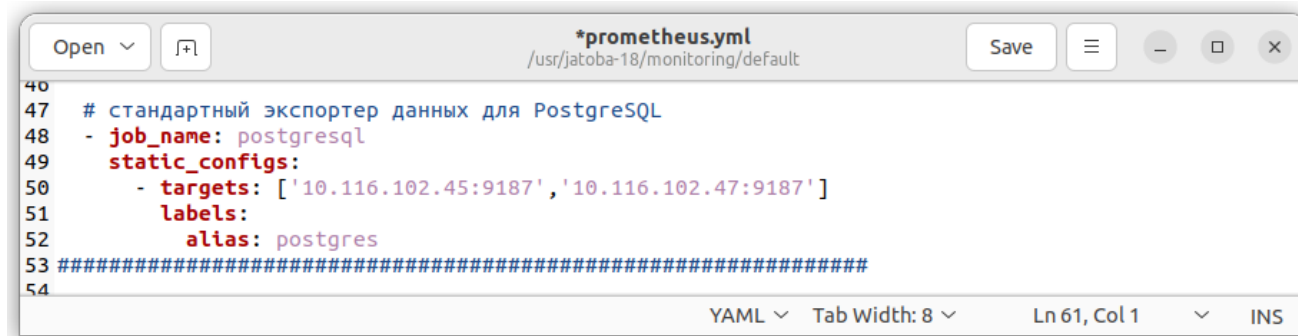 Open
*prometheus.yml
/usr/jatoba-18/monitoring/default
Save
46
47 # стандартный экспортер данных для PostgreSQL
48 - job_name: postgresql
49 static_configs:
50 - targets: ['10.116.102.45:9187','10.116.102.47:9187']
51 labels:
52 alias: postgres
53 ###############################################################
54
YAML Tab Width: 8 Ln 61, Col 1 INS